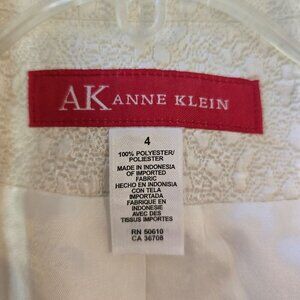 AK ANNE KLEIN
4
100% POLYESTER/
POLIESTER
MADE IN INDONESIA
OF IMPORTED
FABRIC
HECHO EN INDONISIA
CON TELA
IMPORTADA
FABRIQUE EN
INDONESIE
AVEC DES
TISSUS IMPORTES
RN 50610
CA 36708